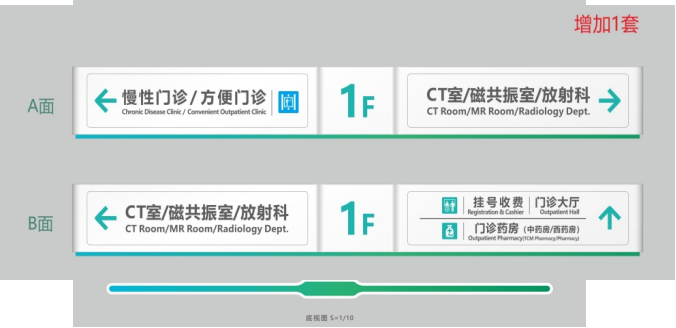 增加1套
A面
慢性门诊/方便门诊
Chronic Disease Clinic / Convenient Outpatient Clinic
1F
CT室/磁共振室/放射科
CT Room/MR Room/Radiology Dept.
B面
CT室/磁共振室/放射科
CT Room/MR Room/Radiology Dept.
1F
挂号收费 门诊大厅
Registration & Cashier Outpatient Hall
门诊药房（中药房/西药房）
Outpatient Pharmacy(TCM Pharmacy/Pharmacy)
底视图 S=1/10